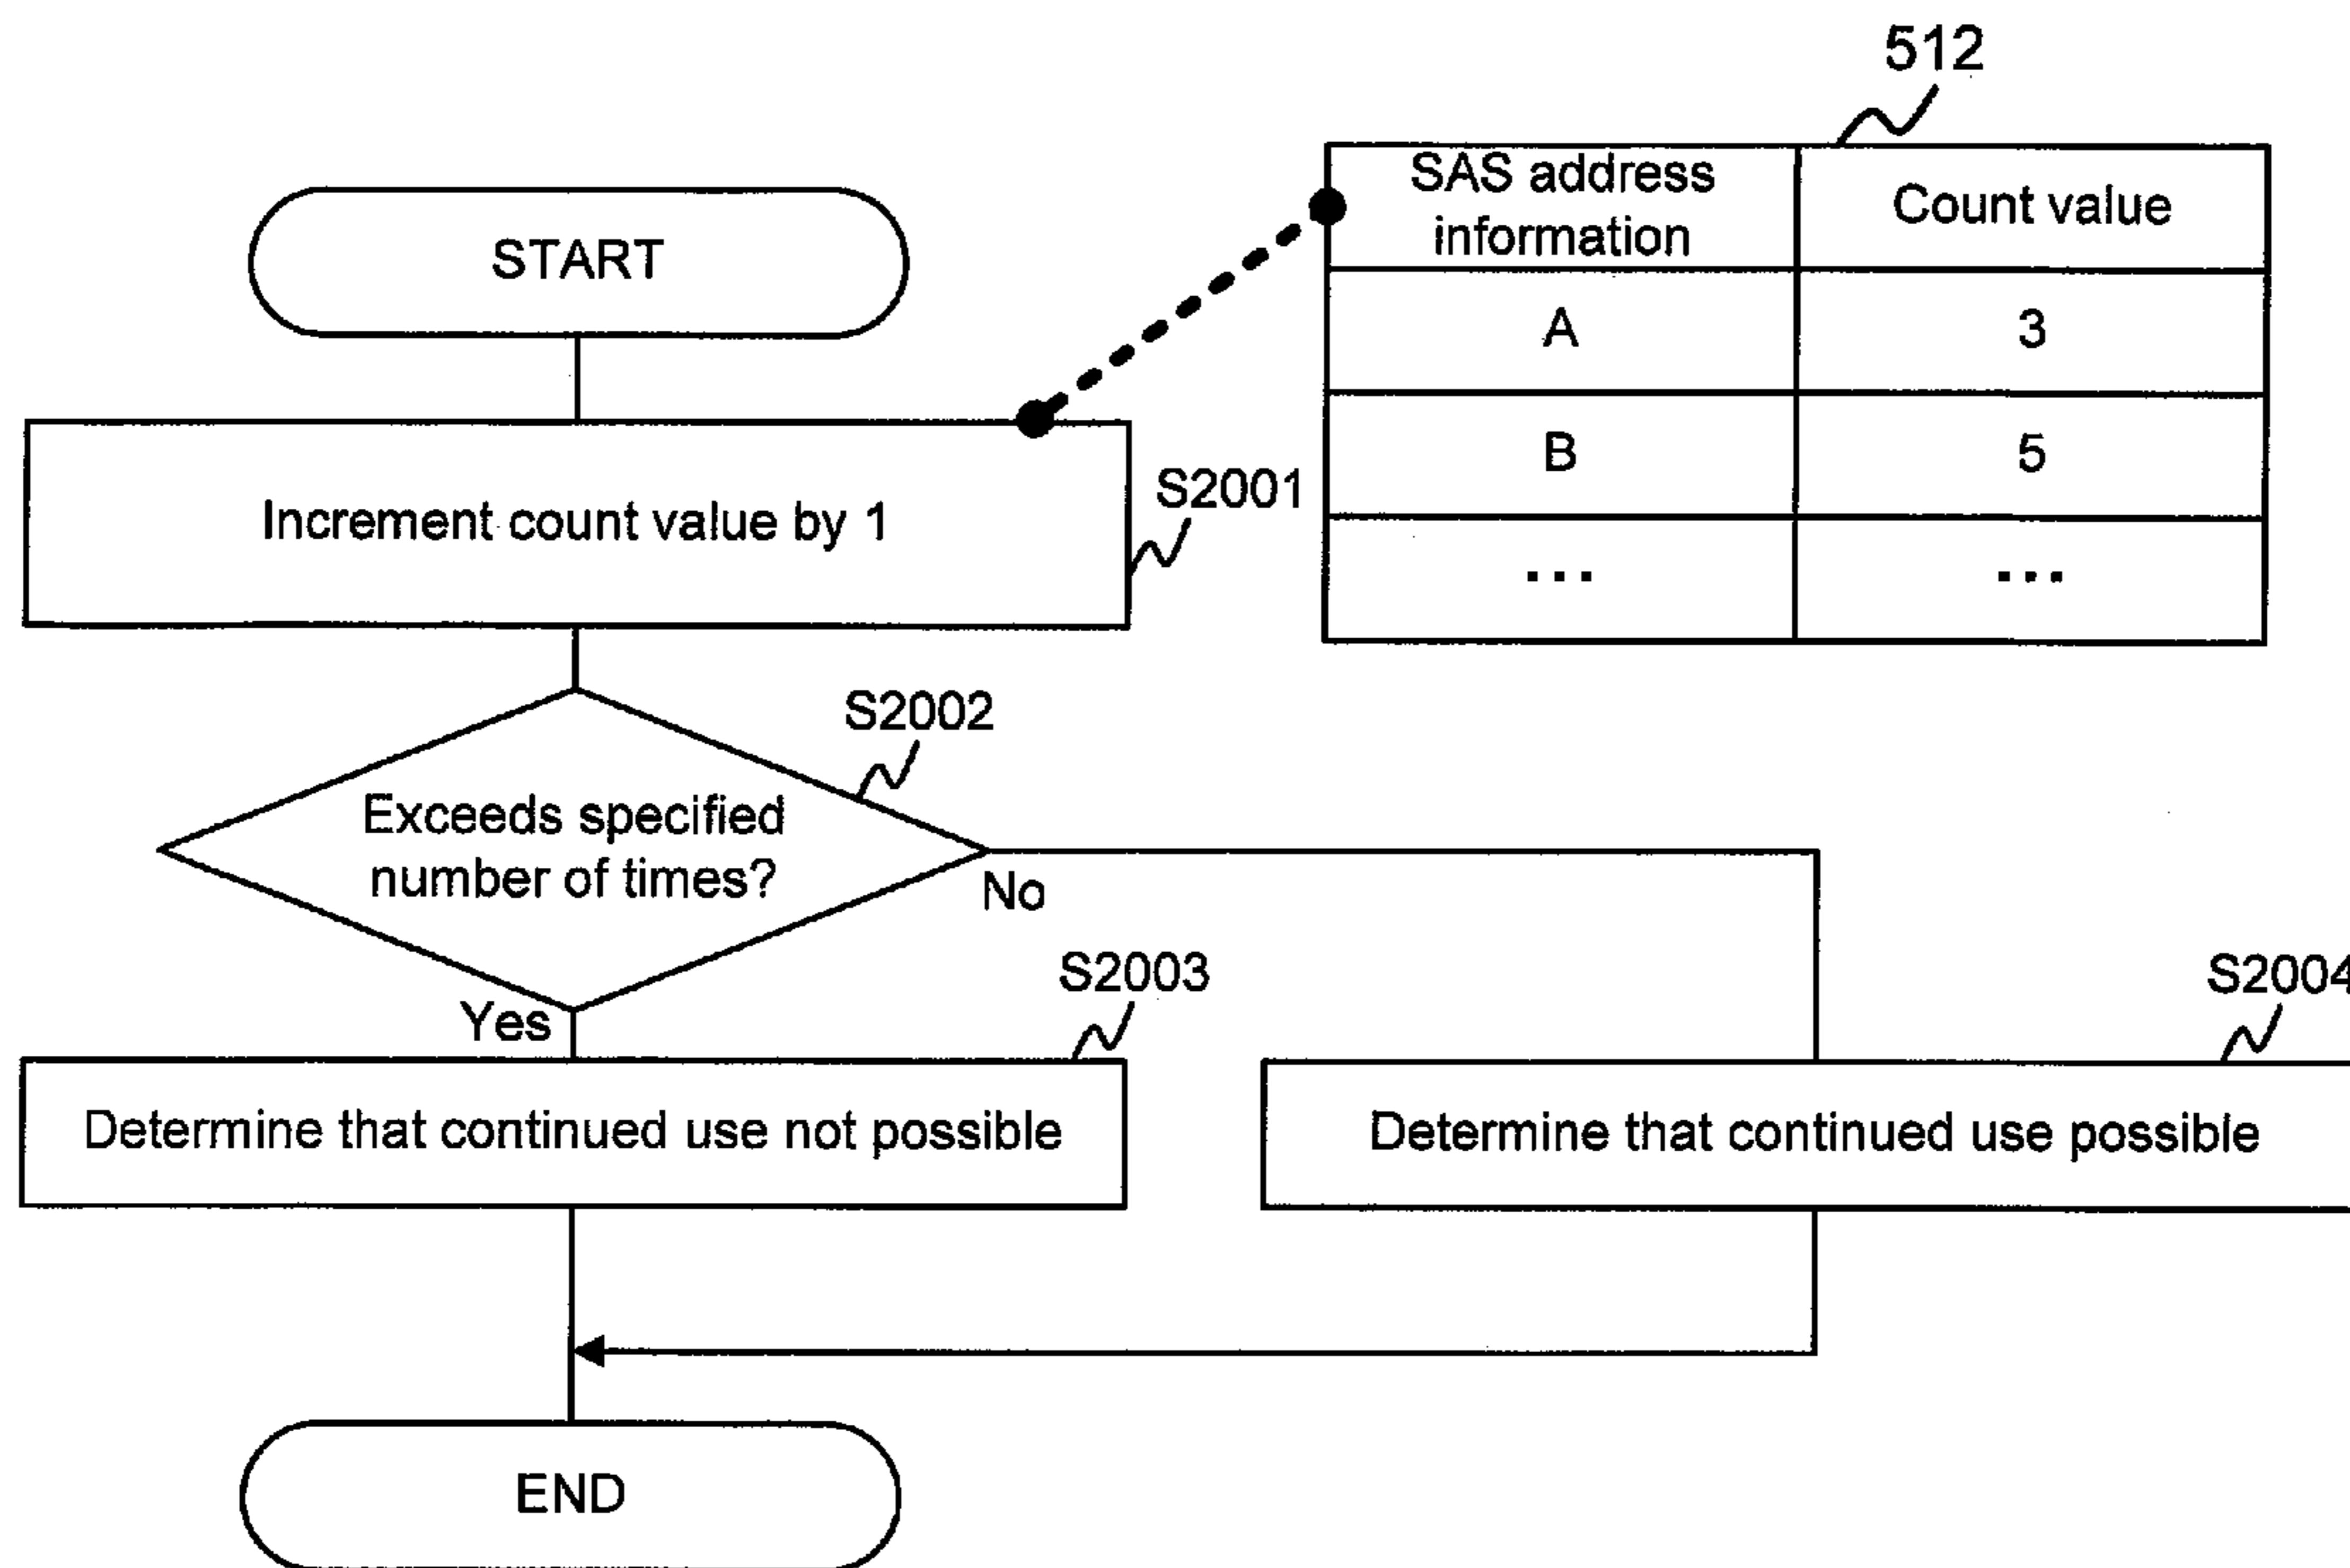 512
SAS address
information
Count value
START
A
3
B
5
S2001
Increment count value by 1
...
...
S2002
Exceeds specified
number of times?
No
Yes
S2003
S2004
Determine that continued use not possible
Determine that continued use possible
END